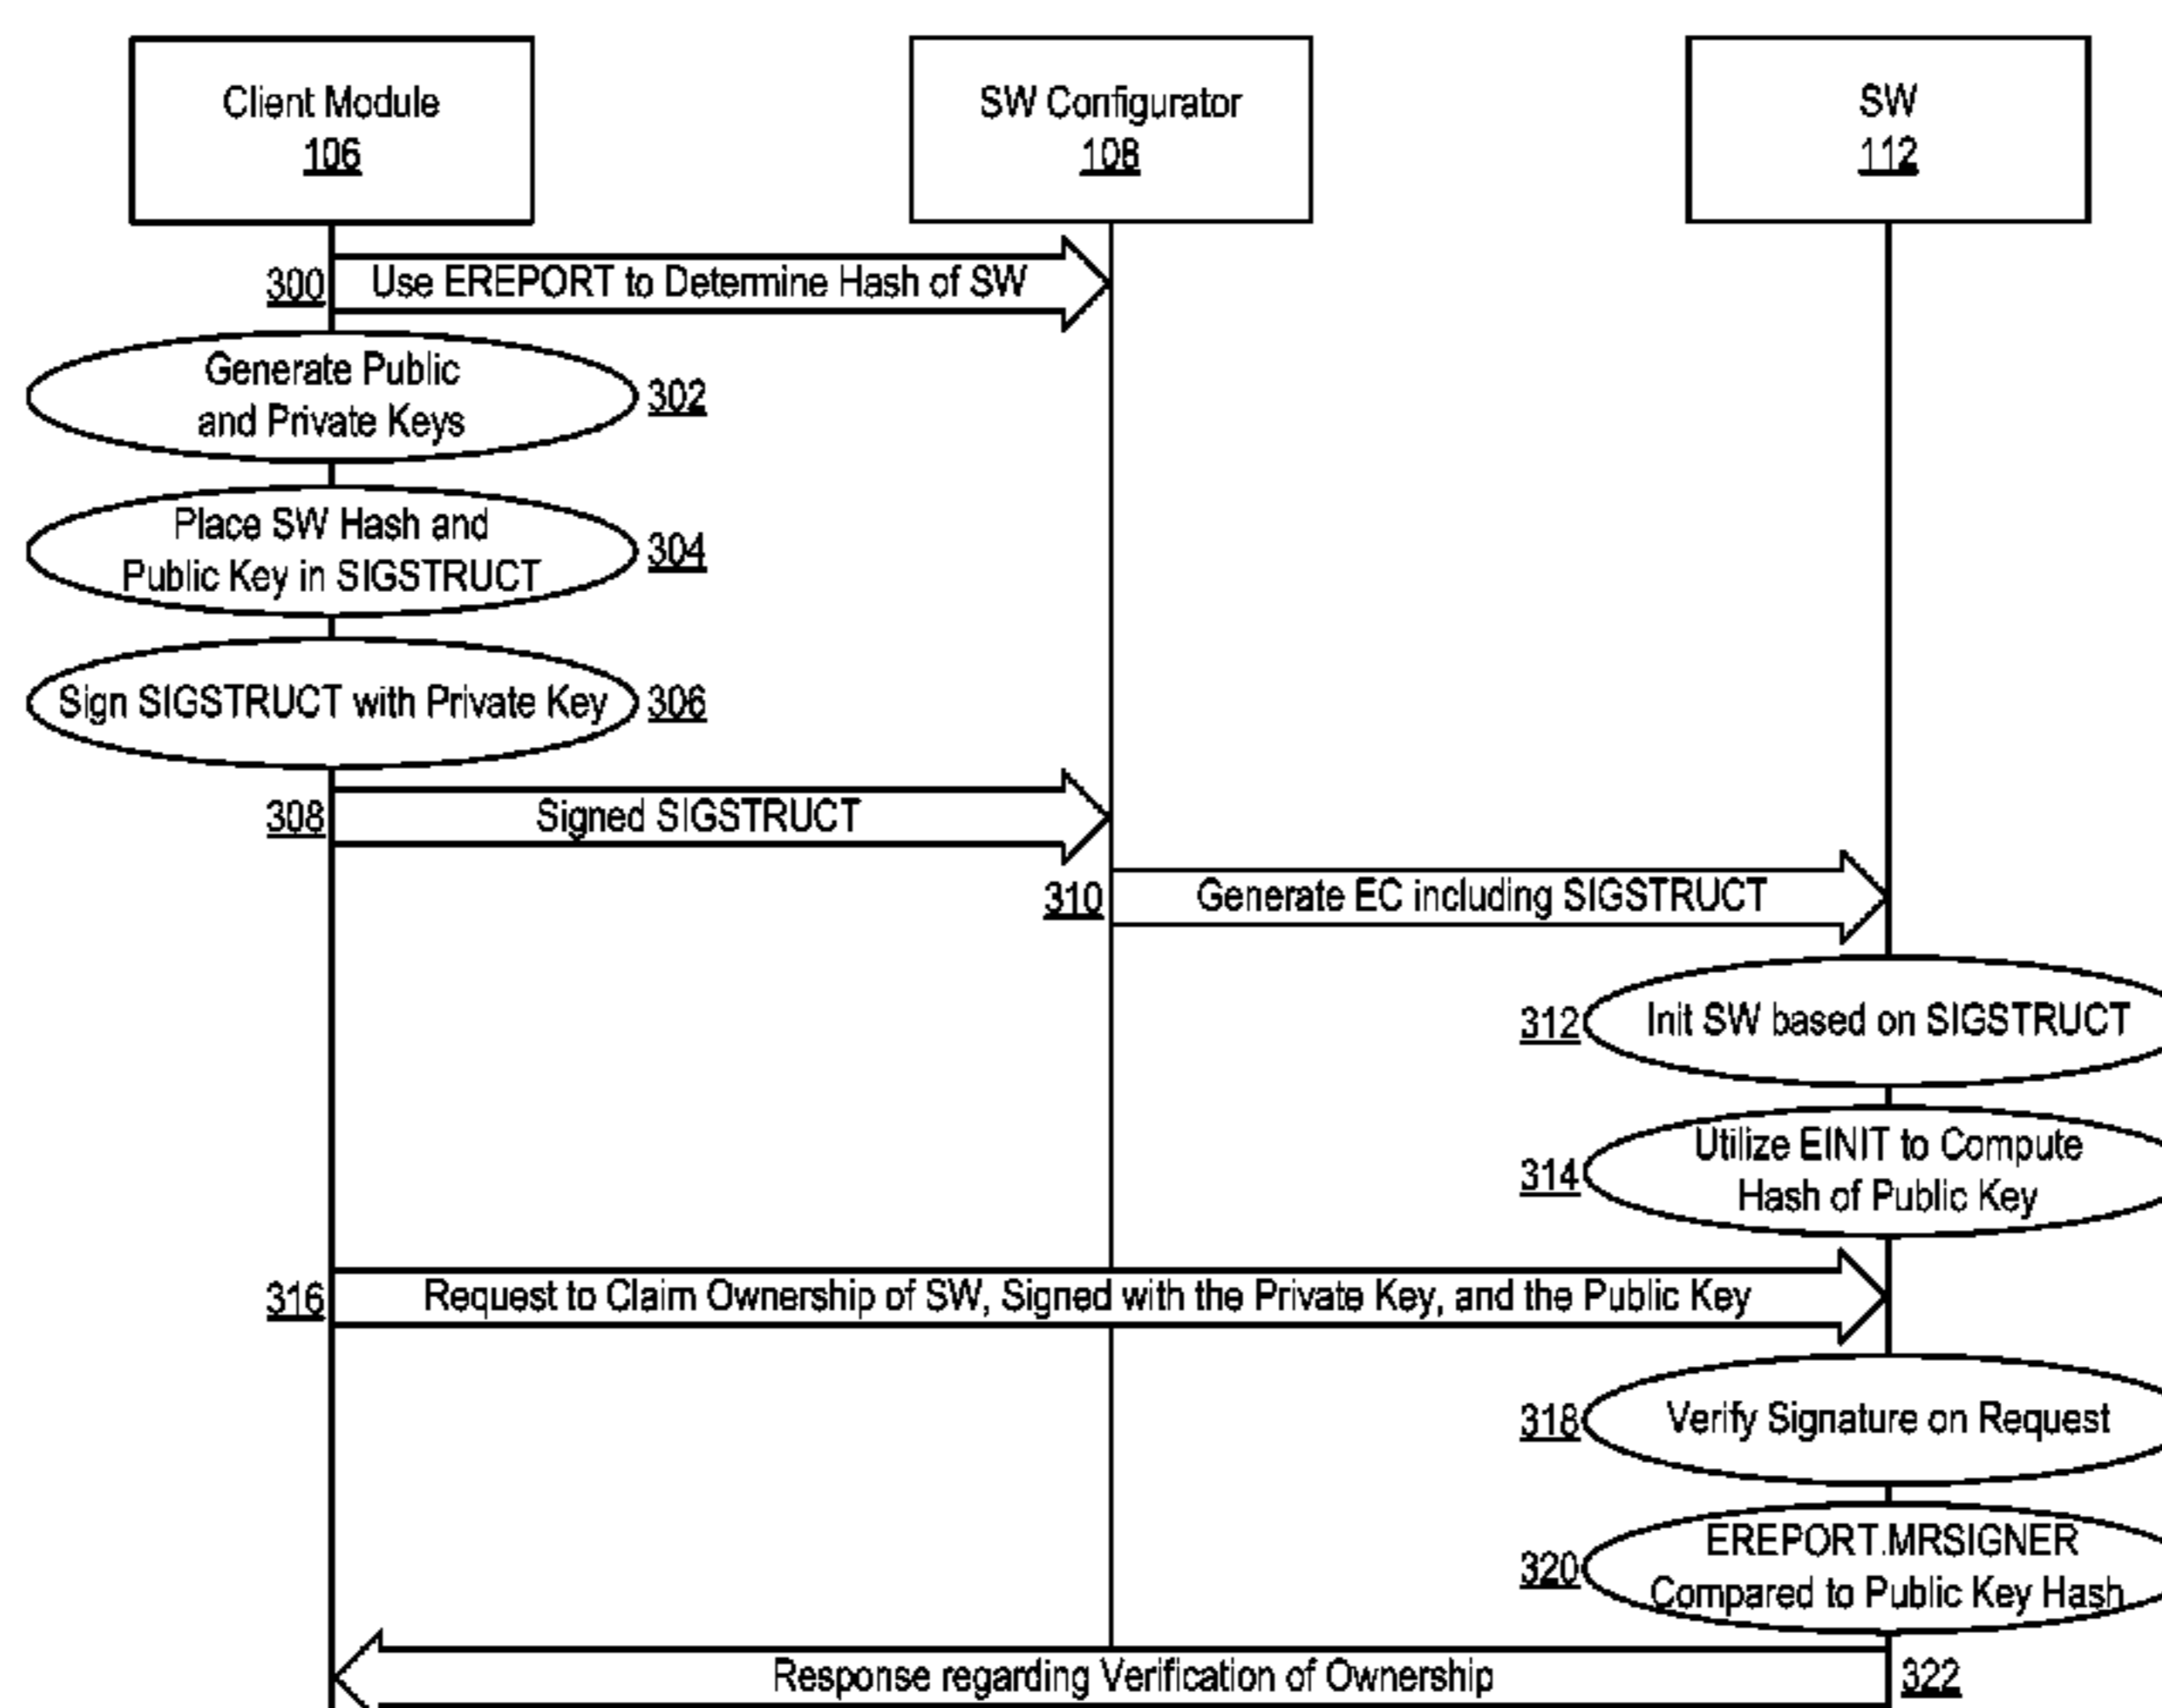 Client Module
106
SW Configurator
108
SW
112
300
Use EREPORT to Determine Hash of SW
Generate Public
and Private Keys
302
Place SW Hash and
Public Key in SIGSTRUCT
304
Sign SIGSTRUCT with Private Key
306
308
Signed SIGSTRUCT
310
Generate EC including SIGSTRUCT
312
Init SW based on SIGSTRUCT
314
Utilize EINIT to Compute
Hash of Public Key
316
Request to Claim Ownership of SW, Signed with the Private Key, and the Public Key
318
Verify Signature on Request
320
EREPORT.MRSIGNER
Compared to Public Key Hash
Response regarding Verification of Ownership
322